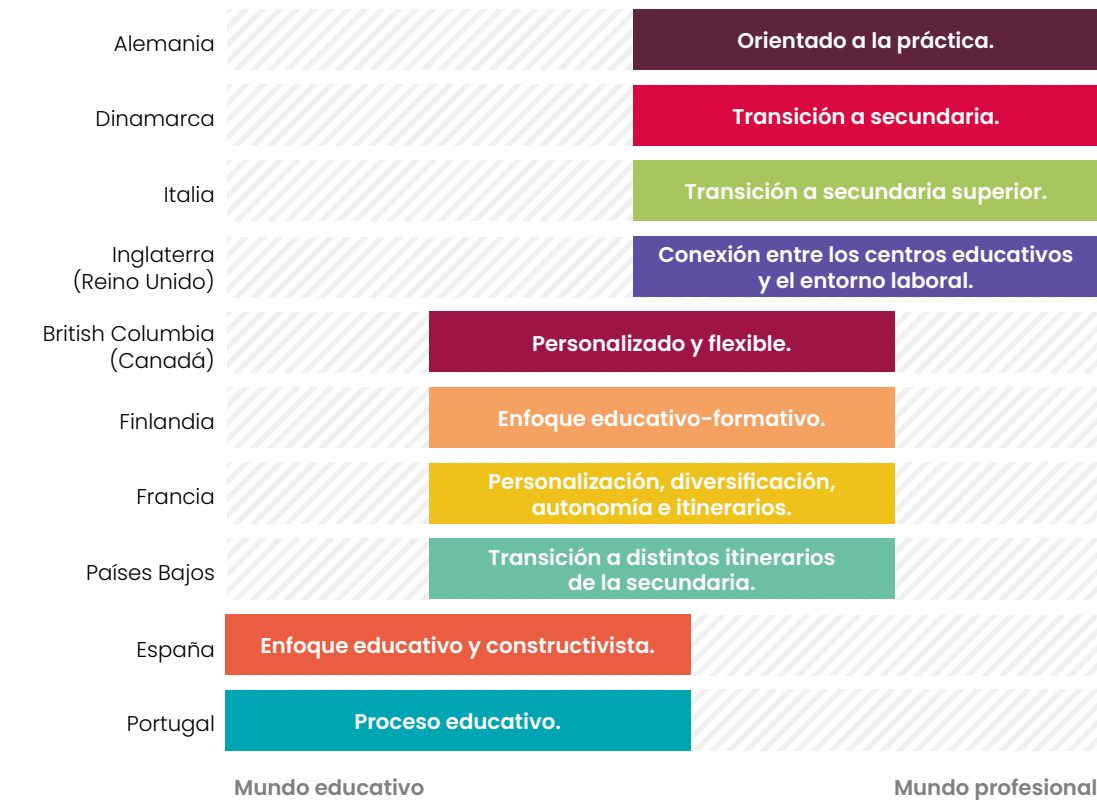 Alemania
Orientado a la práctica.
Dinamarca
Transición a secundaria.
Italia
Transición a secundaria superior.
Inglaterra
(Reino Unido)
Conexión entre los centros educativos
y el entorno laboral.
British Columbia
(Canadá)
Personalizado y flexible.
Finlandia
Enfoque educativo-formativo.
Francia
Personalización, diversificación,
autonomía e itinerarios.
Países Bajos
Transición a distintos itinerarios
de la secundaria.
España
Enfoque educativo y constructivista.
Portugal
Proceso educativo.
Mundo educativo
Mundo profesional